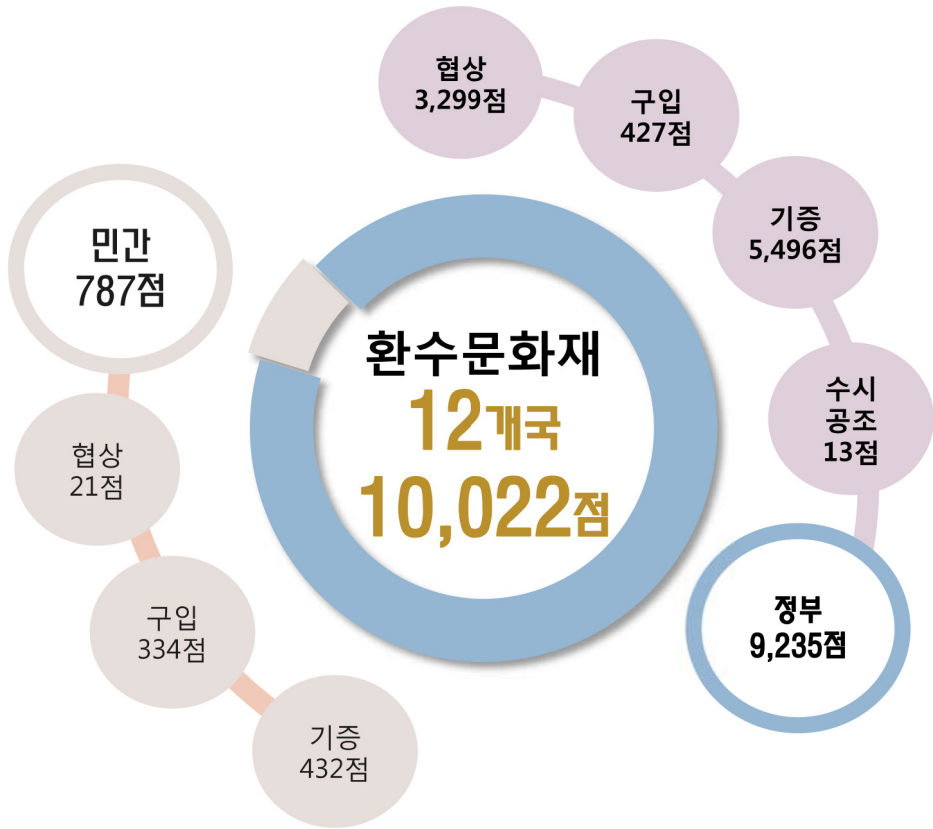 환수문화재
12개국
10,022점
민간
787점
협상
21점
구입
334점
기증
432점
협상
3,299점
구입
427점
기증
5,496점
수시
공조
13점
정부
9,235점